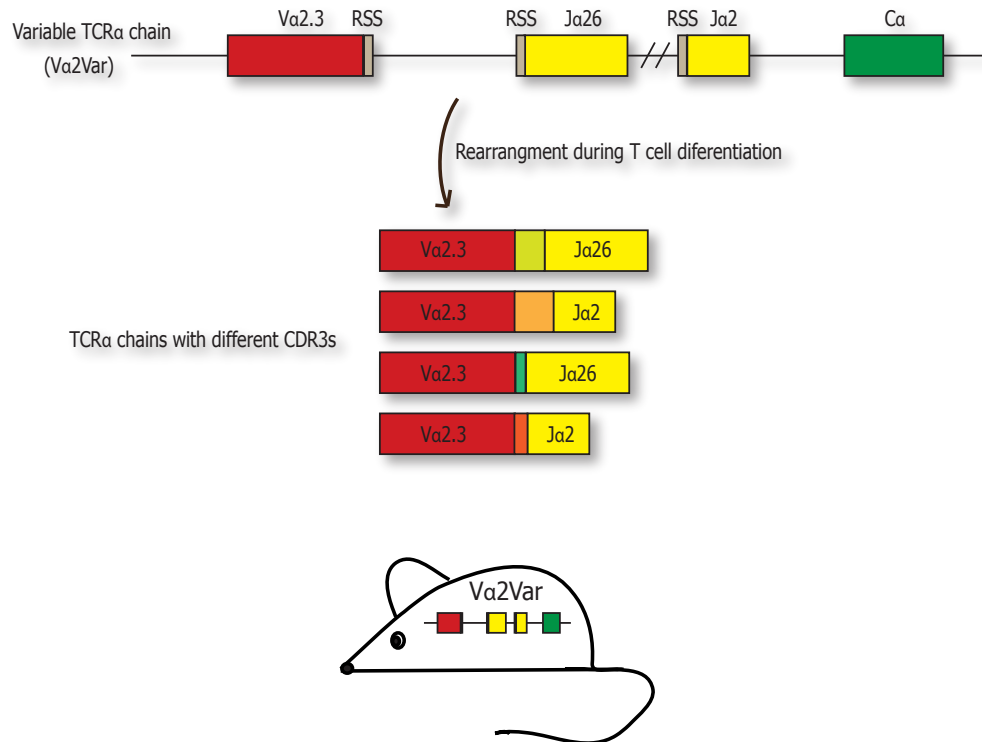 Vα2.3 RSS RSS Jα26 RSS Jα2 Cα
Variable TCRα chain
(Vα2Var)
Rearrangment during T cell diferentiation
Vα2.3 Jα26
Vα2.3 Jα2
TCRα chains with different CDR3s
Vα2.3 Jα26
Vα2.3 Jα2
Vα2Var